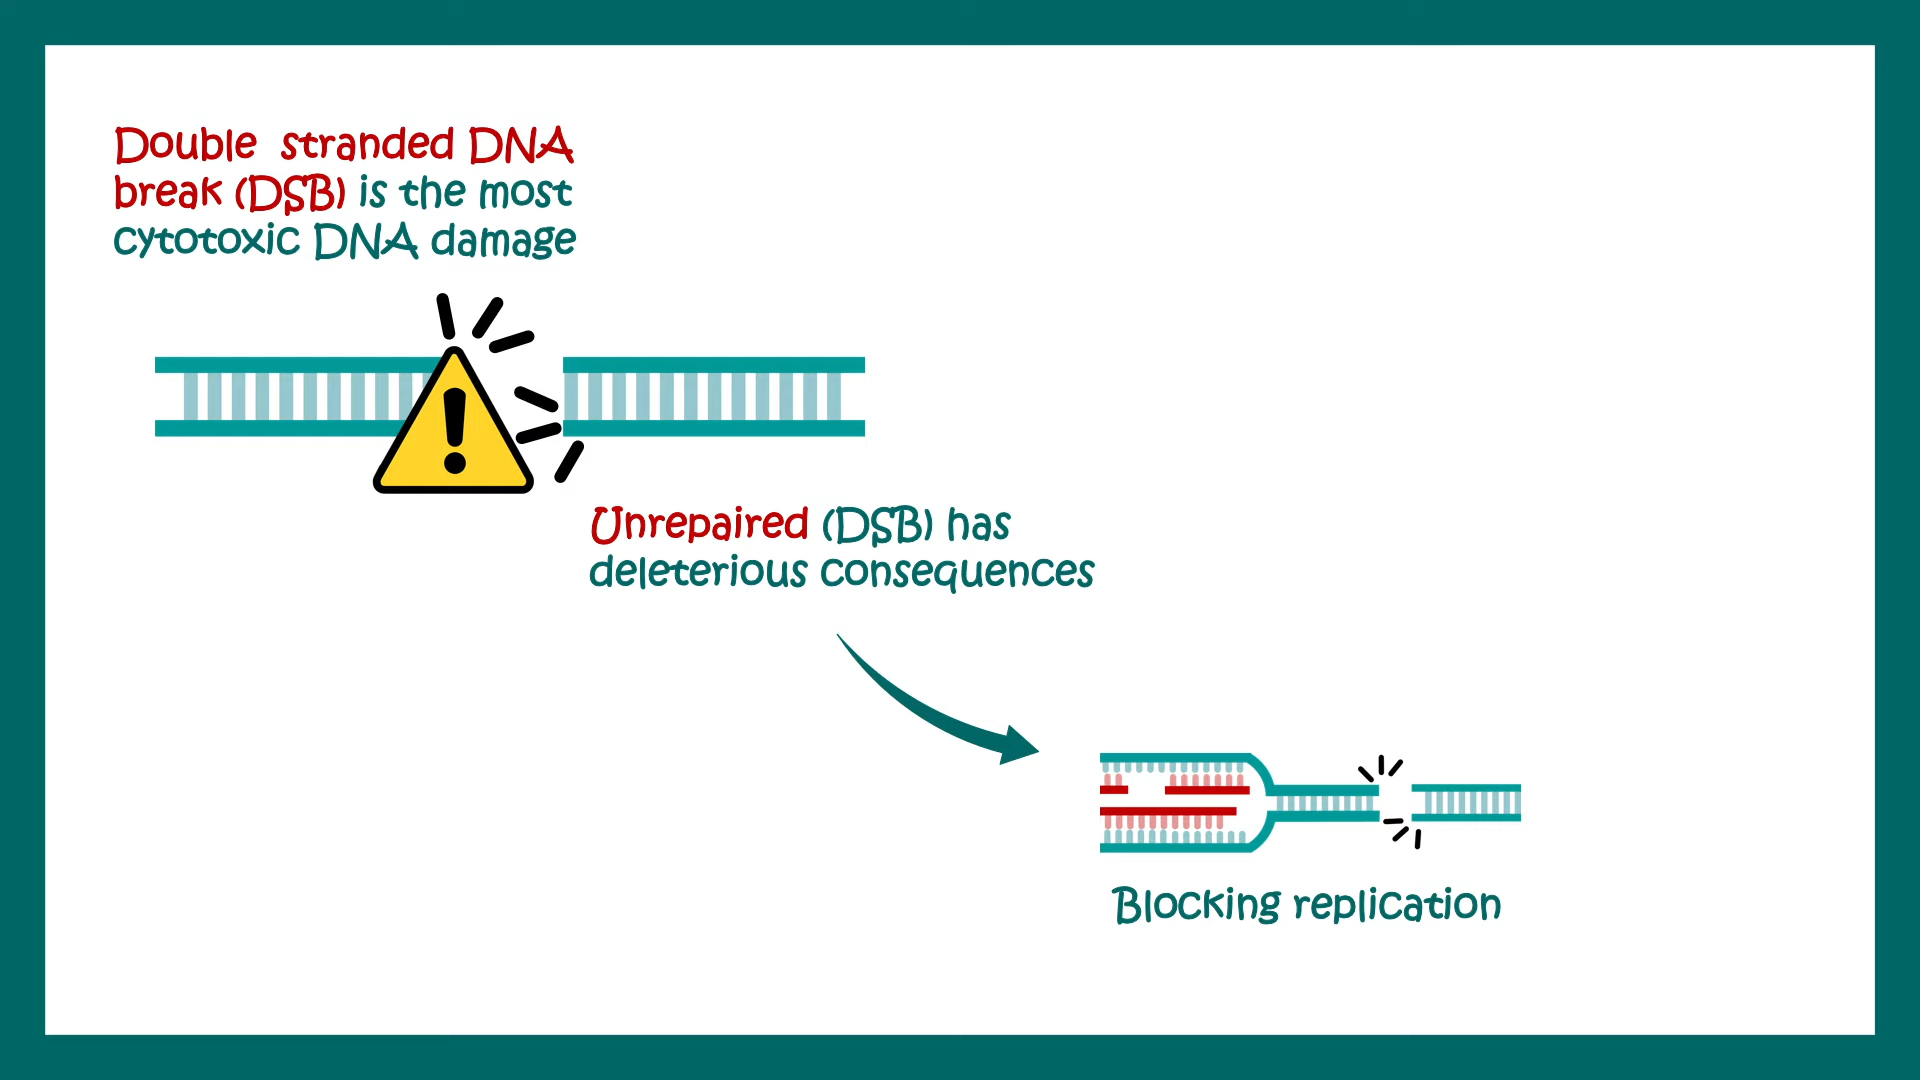 Double stranded DNA
break (DSB) is the most
cytotoxic DNA damage
Unrepaired (DSB) has
deleterious consequences
Blocking replication